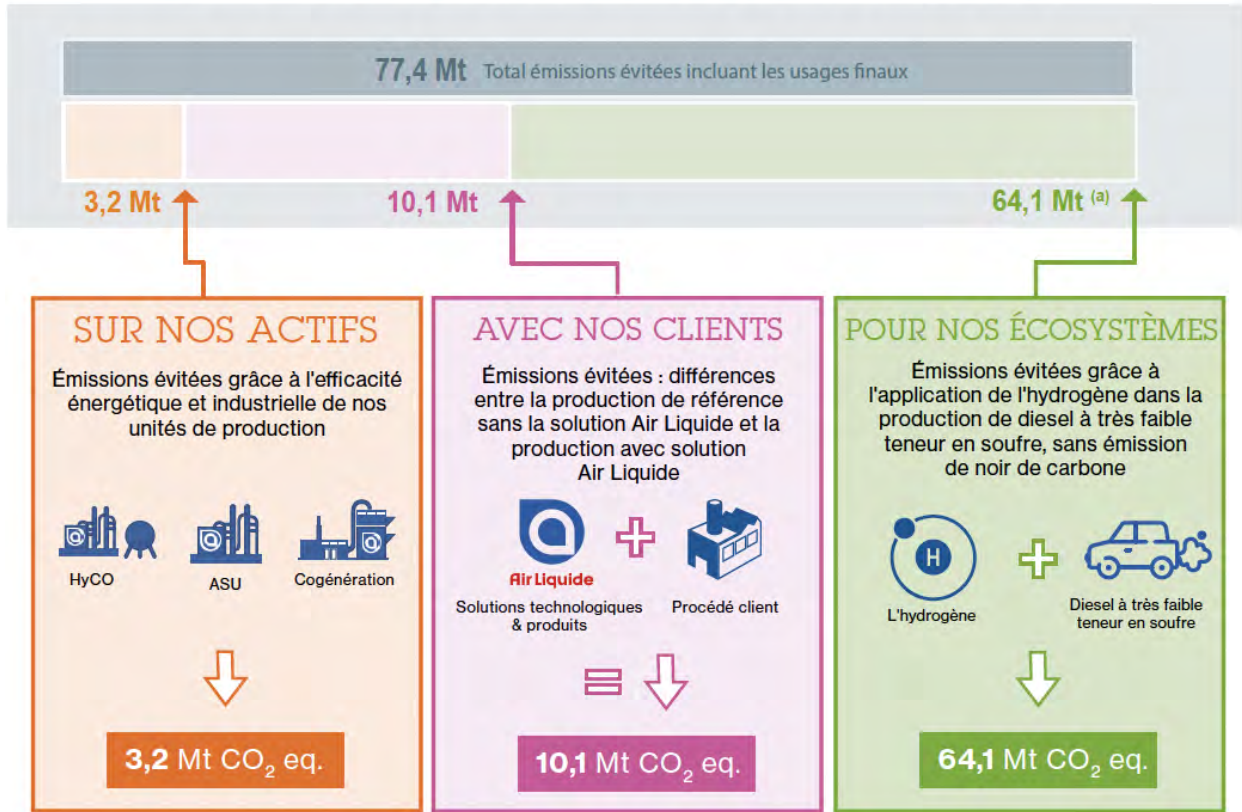 77,4 Mt Total émissions évitées incluant les usages finaux
3,2 Mt
10,1 Mt
64,1 Mt (a)
SUR NOS ACTIFS
Émissions évitées grâce à l'efficacité
énergétique et industrielle de nos
unités de production
HyCO
ASU
Cogénération
3,2 Mt CO₂ eq.
AVEC NOS CLIENTS
Émissions évitées : différences
entre la production de référence
sans la solution Air Liquide et la
production avec solution
Air Liquide
Air Liquide
Solutions technologiques
& produits
Procédé client
10,1 Mt CO₂ eq.
POUR NOS ÉCOSYSTÈMES
Émissions évitées grâce à
l'application de l'hydrogène dans la
production de diesel à très faible
teneur en soufre, sans émission
de noir de carbone
H
L'hydrogène
Diesel à très faible
teneur en soufre
64,1 Mt CO₂ eq.